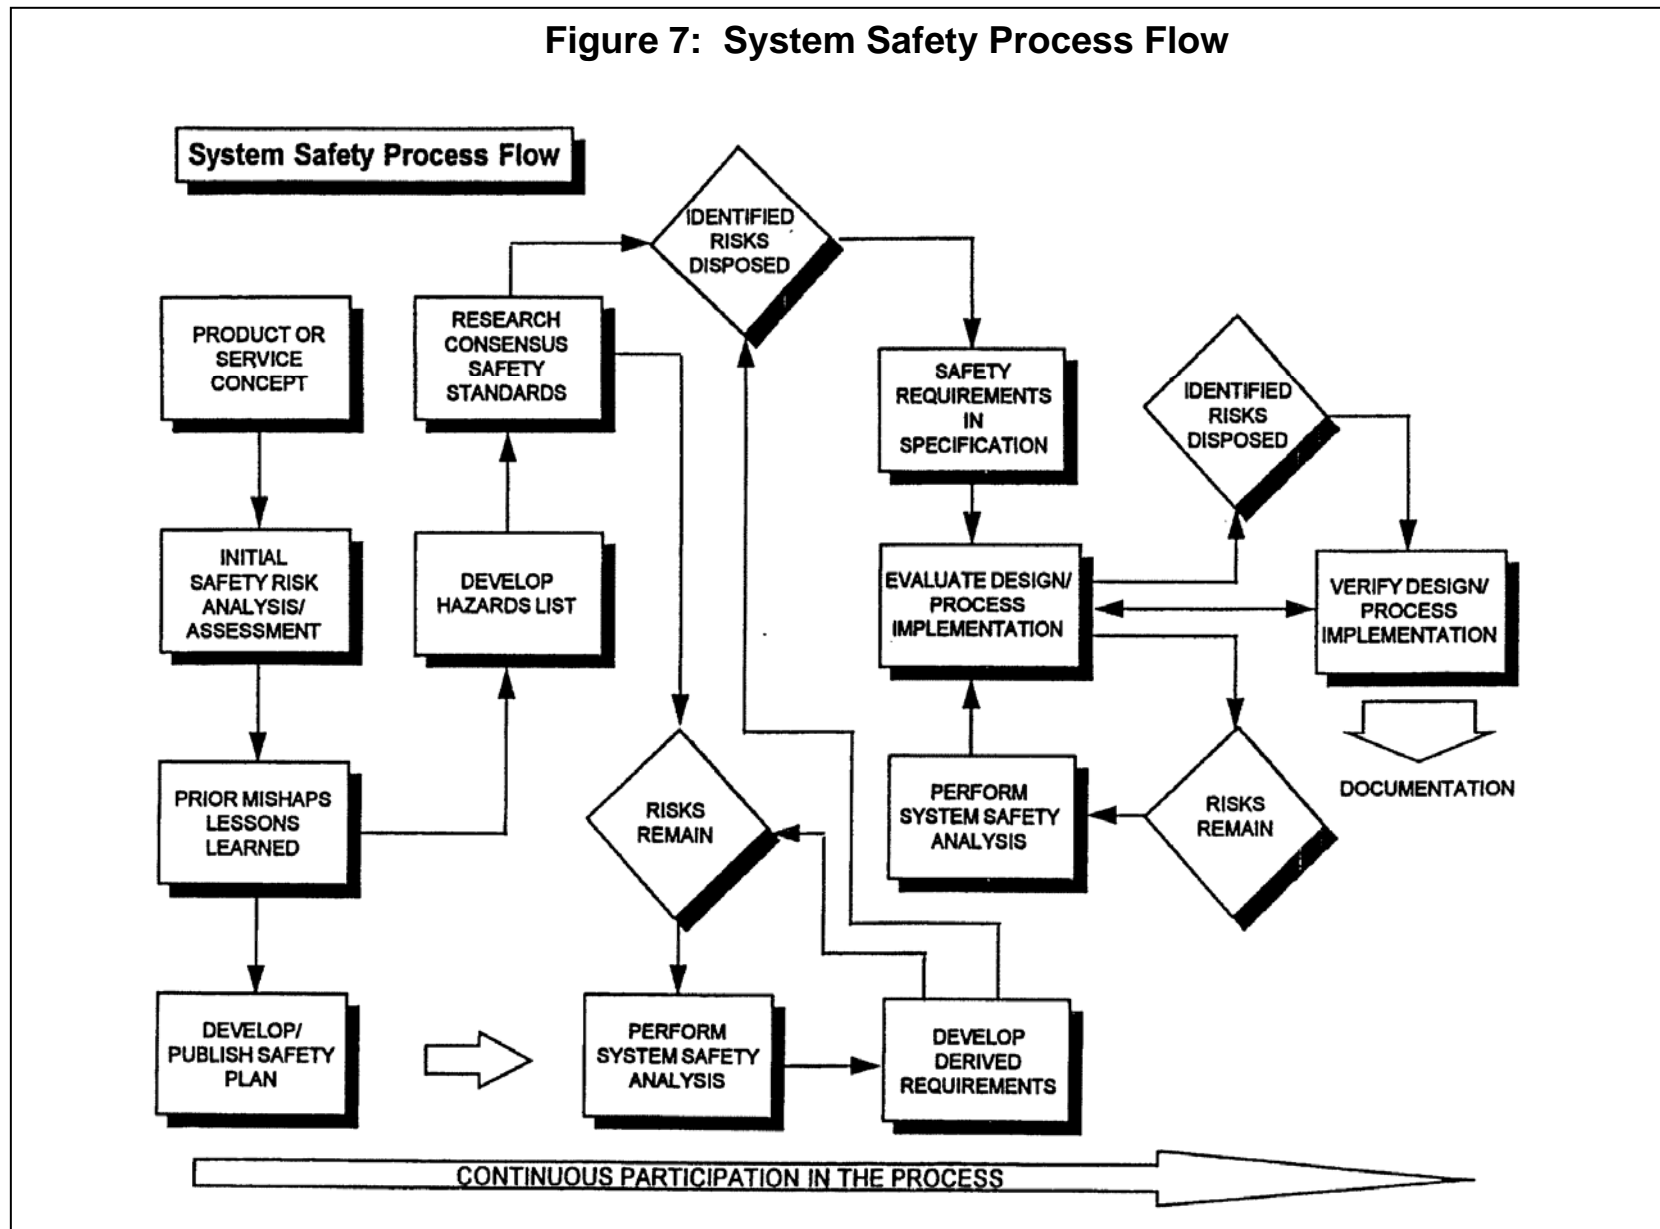 Figure 7: System Safety Process Flow
System Safety Process Flow
IDENTIFIED
RISKS
DISPOSED
PRODUCT OR
SERVICE
CONCEPT
RESEARCH
CONSENSUS
SAFETY
STANDARDS
SAFETY
REQUIREMENTS
IN
SPECIFICATION
IDENTIFIED
RISKS
DISPOSED
INITIAL
SAFETY RISK
ANALYSIS/
ASSESSMENT
DEVELOP
HAZARDS LIST
EVALUATE DESIGN/
PROCESS
IMPLEMENTATION
VERIFY DESIGN/
PROCESS
IMPLEMENTATION
PRIOR MISHAPS
LESSONS
LEARNED
RISKS
REMAIN
PERFORM
SYSTEM SAFETY
ANALYSIS
RISKS
REMAIN
DOCUMENTATION
DEVELOP/
PUBLISH SAFETY
PLAN
PERFORM
SYSTEM SAFETY
ANALYSIS
DEVELOP
DERIVED
REQUIREMENTS
CONTINUOUS PARTICIPATION IN THE PROCESS